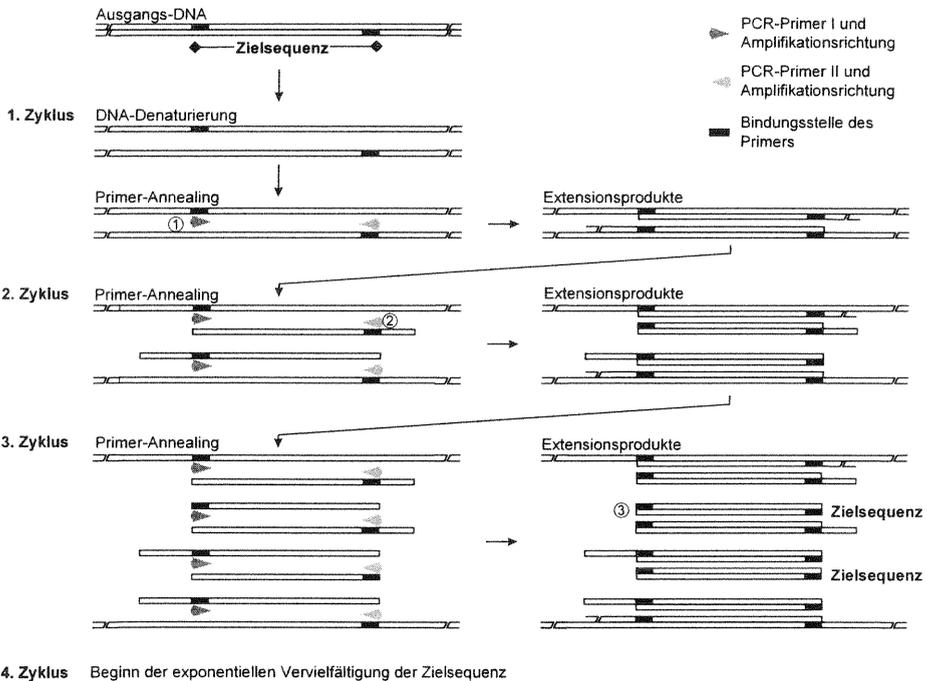 Ausgangs-DNA
Zielsequenz
PCR-Primer I und
Amplifikationsrichtung
PCR-Primer II und
Amplifikationsrichtung
Bindungsstelle des
Primers
1. Zyklus DNA-Denaturierung
Primer-Annealing Extensionsprodukte
①
2. Zyklus Primer-Annealing Extensionsprodukte
②
3. Zyklus Primer-Annealing Extensionsprodukte
③ Zielsequenz
Zielsequenz
4. Zyklus Beginn der exponentiellen Vervielfältigung der Zielsequenz